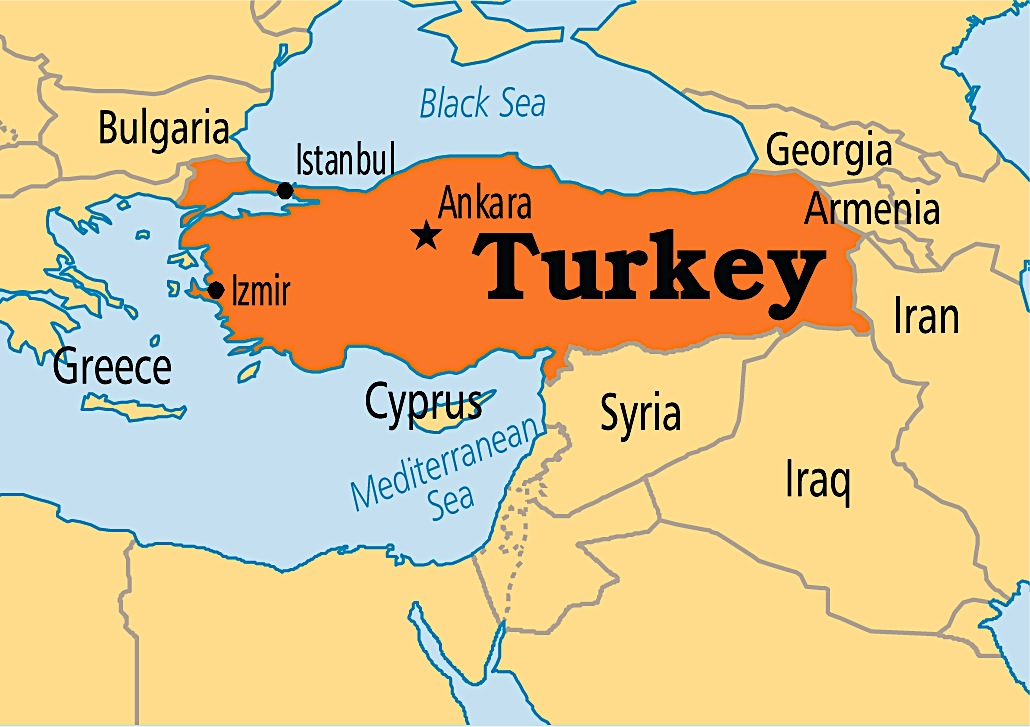 Black Sea
Bulgaria
Istanbul
Georgia
Ankara
Armenia
Turkey
Izmir
Iran
Greece
Cyprus
Syria
Mediterranean
Sea
Iraq